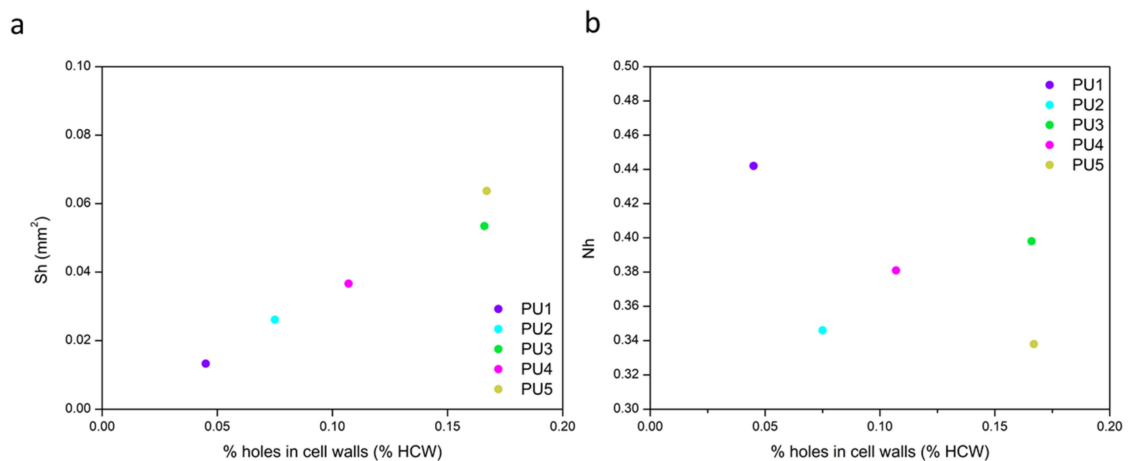 a
0.10
0.08
0.06
0.04
0.02
0.00
Sh (mm²)
0.00 0.05 0.10 0.15 0.20
% holes in cell walls (% HCW)
PU1
PU2
PU3
PU4
PU5
b
0.50
0.48
0.46
0.44
0.42
0.40
0.38
0.36
0.34
0.32
0.30
Nh
0.00 0.05 0.10 0.15 0.20
% holes in cell walls (% HCW)
PU1
PU2
PU3
PU4
PU5